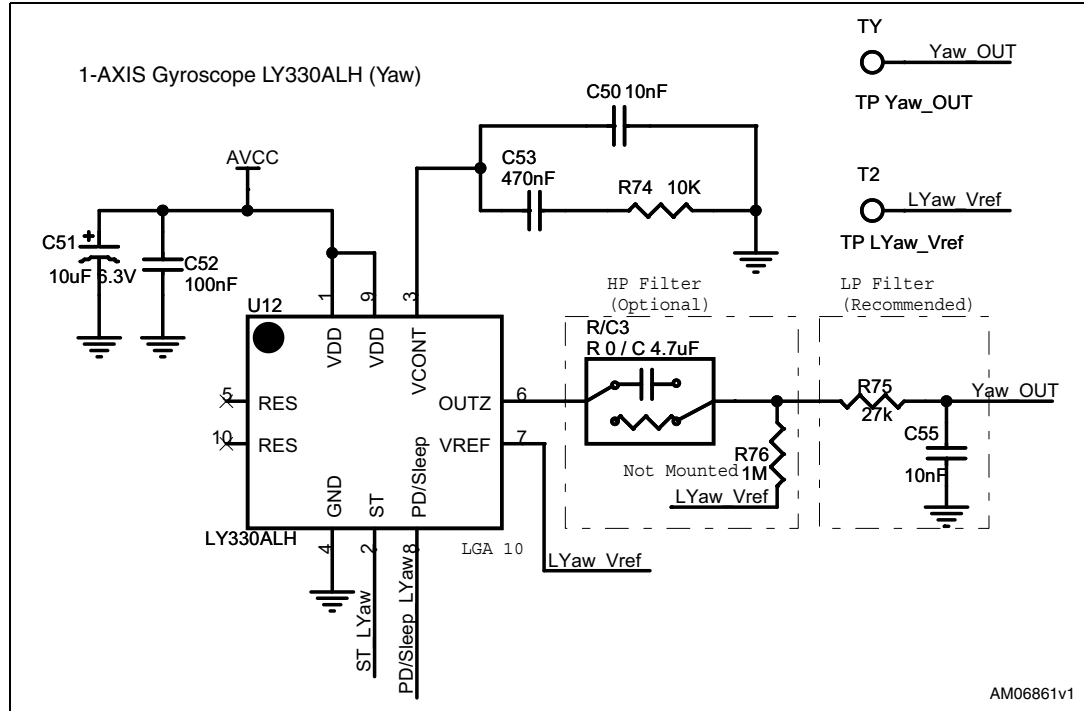 1-AXIS Gyroscope LY330ALH (Yaw)
TY
Yaw_OUT
TP Yaw_OUT
C50 10nF
AVCC
C53
470nF
R74 10K
T2
LYaw_Vref
TP LYaw_Vref
C51
+
10uF 6.3V
C52
100nF
U12
1
9
3
VDD
VDD
VCONT
HP Filter
(Optional)
LP Filter
(Recommended)
R/C3
R 0 / C 4.7uF
5
RES
OUTZ
6
R75
27k
Yaw_OUT
10
RES
VREF
7
C55
10nF
R76
1M
Not Mounted
LYaw_Vref
GND
ST
PD/Sleep
LY330ALH
LGA 10
4
2
8
LYaw_Vref
ST_LYaw
PD/Sleep_LYaw
AM06861v1